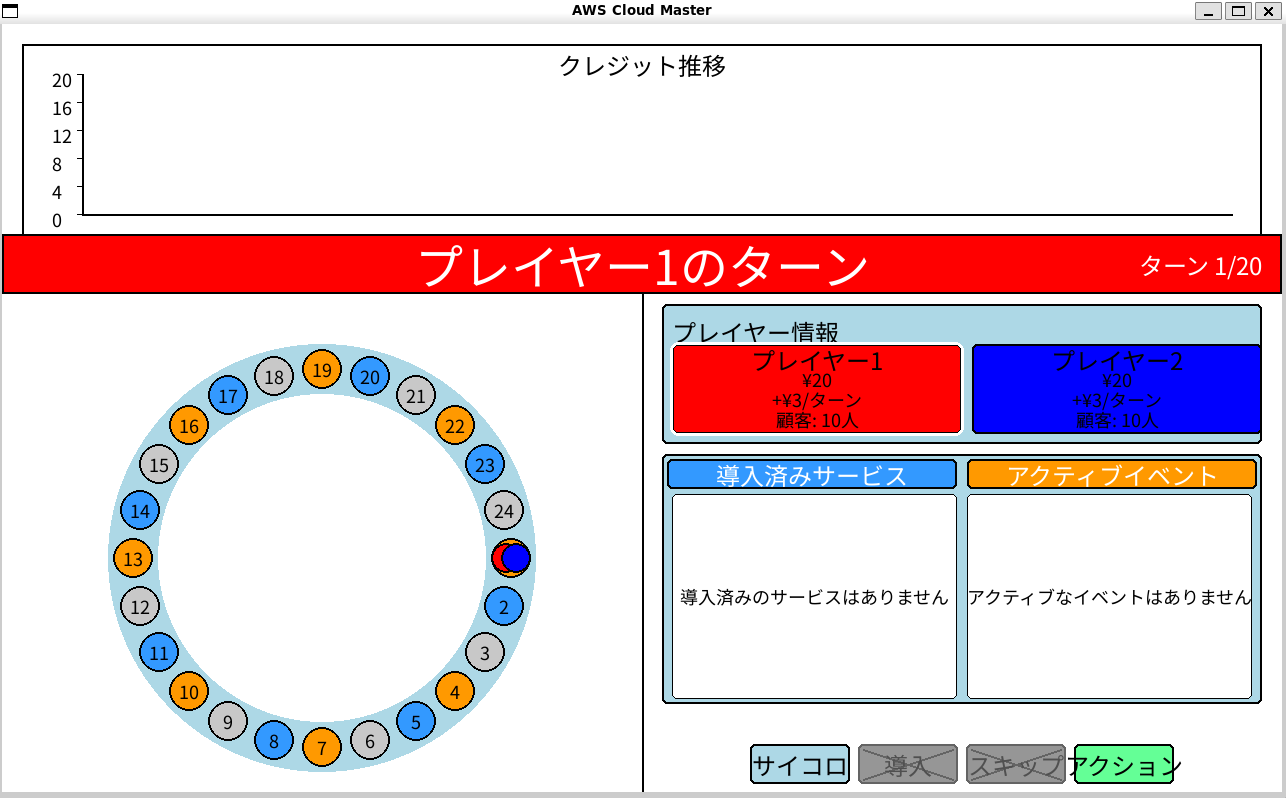 AWS Cloud Master
クレジット推移
20
16
12
8
4
0
プレイヤー1のターン
ターン 1/20
プレイヤー情報
プレイヤー1
¥20
+¥3/ターン
顧客: 10人
プレイヤー2
¥20
+¥3/ターン
顧客: 10人
導入済みサービス
アクティブイベント
導入済みのサービスはありません
アクティブなイベントはありません
19
18
20
17
21
16
22
15
23
14
24
13
12
2
11
3
10
4
9
5
8
6
7
サイコロ
導入
スキップ
アクション